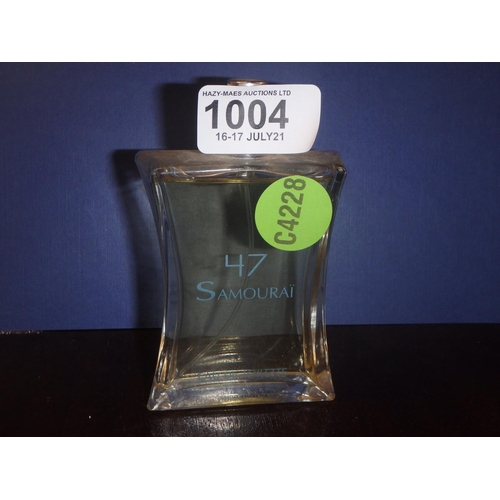 HAZY-MAES AUCTIONS LTD
1004
16-17 JULY21
C4228
47
SAMOURAÏ